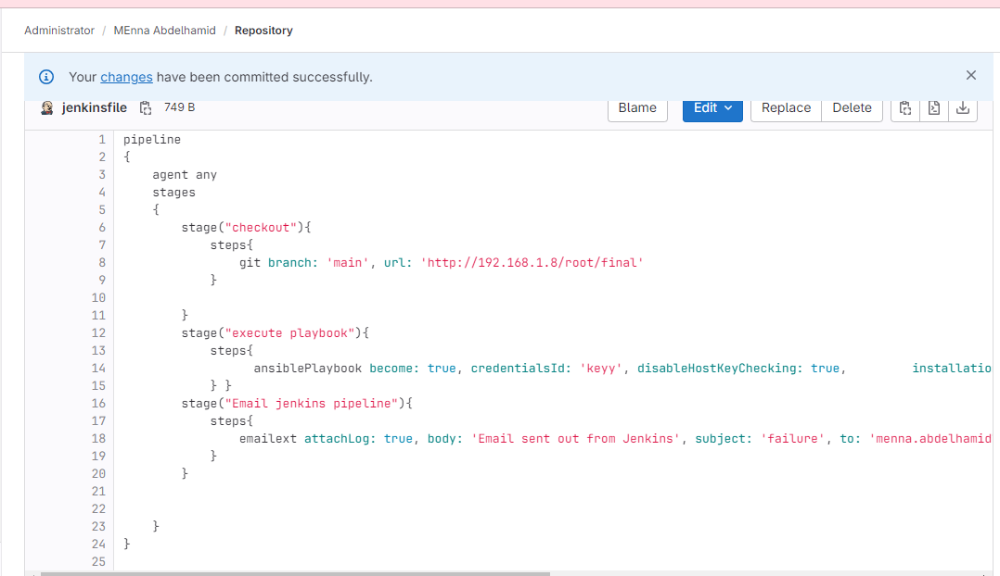 Administrator / MEnna Abdelhamid / Repository
Your changes have been committed successfully.
jenkinsfile 749 B Blame Edit Replace Delete
1 pipeline
2 {
3     agent any
4     stages
5     {
6         stage("checkout"){
7             steps{
8                 git branch: 'main', url: 'http://192.168.1.8/root/final'
9             }
10
11         }
12         stage("execute playbook"){
13             steps{
14                   ansiblePlaybook become: true, credentialsId: 'keyy', disableHostKeyChecking: true,         installatio
15             } }
16         stage("Email jenkins pipeline"){
17             steps{
18                 emailext attachLog: true, body: 'Email sent out from Jenkins', subject: 'failure', to: 'menna.abdelhamid
19             }
20         }
21
22
23     }
24 }
25